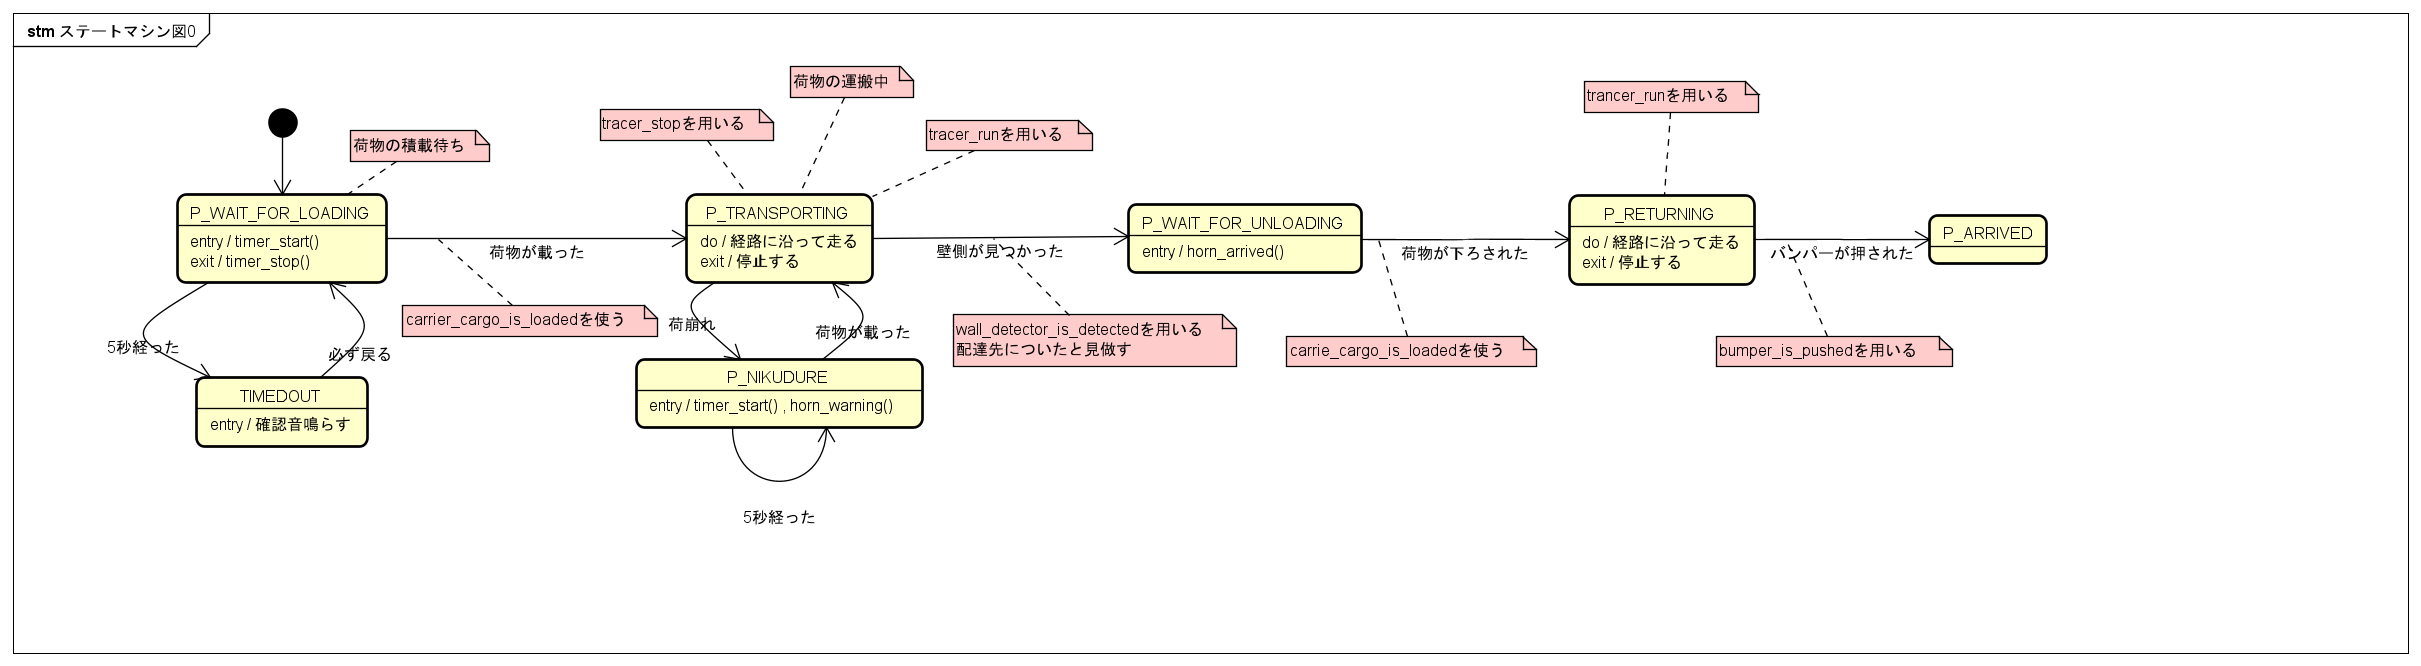 stm ステートマシン図0
荷物の積載待ち
tracer_stopを用いる
荷物の運搬中
tracer_runを用いる
trancer_runを用いる
P_WAIT_FOR_LOADING
entry / timer_start()
exit / timer_stop()
荷物が載った
carrier_cargo_is_loadedを使う
5秒経った
必ず戻る
TIMEDOUT
entry / 確認音鳴らす
P_TRANSPORTING
do / 経路に沿って走る
exit / 停止する
荷崩れ
荷物が載った
P_NIKUDURE
entry / timer_start() , horn_warning()
5秒経った
壁側が見つかった
wall_detector_is_detectedを用いる
配達先についたと見做す
P_WAIT_FOR_UNLOADING
entry / horn_arrived()
荷物が下ろされた
carrie_cargo_is_loadedを使う
P_RETURNING
do / 経路に沿って走る
exit / 停止する
バンパーが押された
bumper_is_pushedを用いる
P_ARRIVED